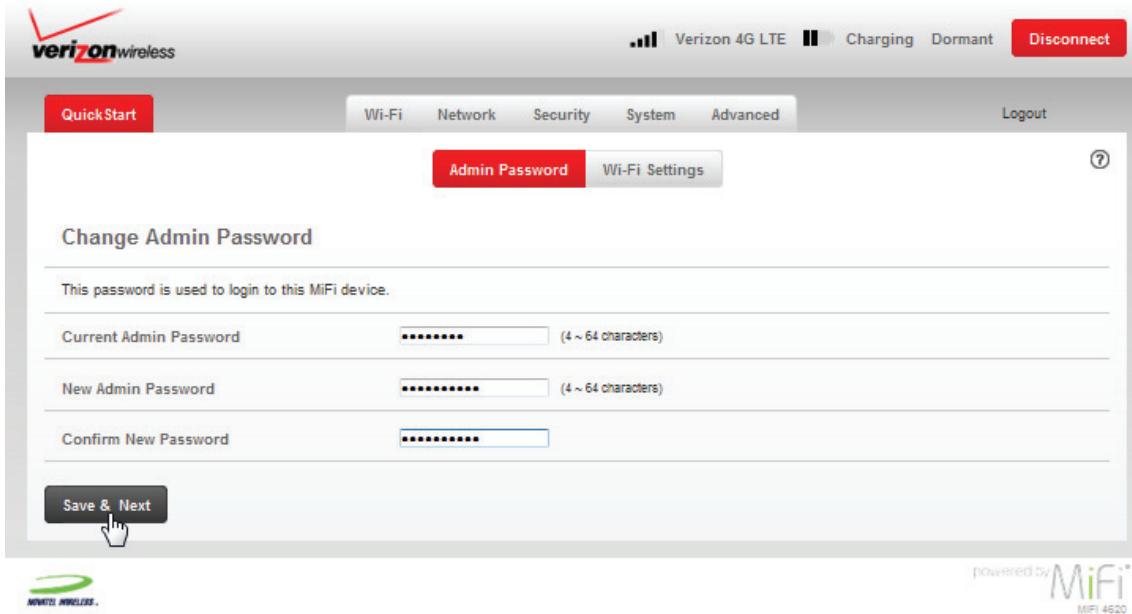 verizonwireless
Verizon 4G LTE Charging Dormant Disconnect
QuickStart Wi-Fi Network Security System Advanced Logout
Admin Password Wi-Fi Settings ?
Change Admin Password
This password is used to login to this MiFi device.
Current Admin Password •••••••• (4 ~ 64 characters)
New Admin Password •••••••••• (4 ~ 64 characters)
Confirm New Password ••••••••••
Save & Next
NOVATEL WIRELESS.
powered by MiFi
MIFI 4620